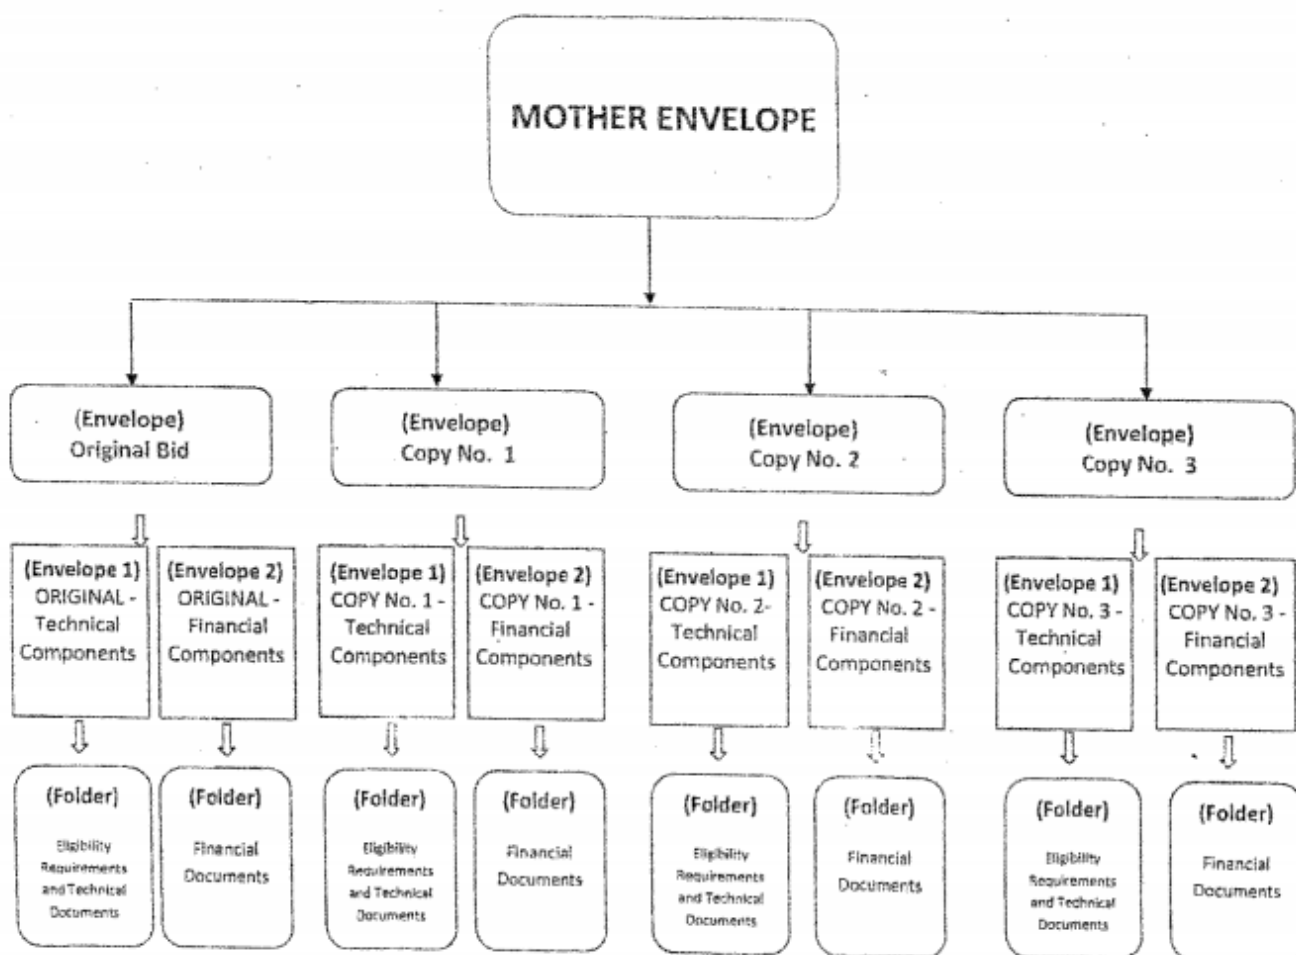 MOTHER ENVELOPE
(Envelope)
Original Bid
(Envelope)
Copy No. 1
(Envelope)
Copy No. 2
(Envelope)
Copy No. 3
(Envelope 1)
ORIGINAL -
Technical
Components
(Envelope 2)
ORIGINAL -
Financial
Components
(Envelope 1)
COPY No. 1 -
Technical
Components
(Envelope 2)
COPY No. 1 -
Financial
Components
(Envelope 1)
COPY No. 2-
Technical
Components
(Envelope 2)
COPY No. 2 -
Financial
Components
(Envelope 1)
COPY No. 3 -
Technical
Components
(Envelope 2)
COPY No. 3 -
Financial
Components
(Folder)
Eligibility
Requirements
and Technical
Documents
(Folder)
Financial
Documents
(Folder)
Eligibility
Requirements
and Technical
Documents
(Folder)
Financial
Documents
(Folder)
Eligibility
Requirements
and Technical
Documents
(Folder)
Financial
Documents
(Folder)
Eligibility
Requirements
and Technical
Documents
(Folder)
Financial
Documents